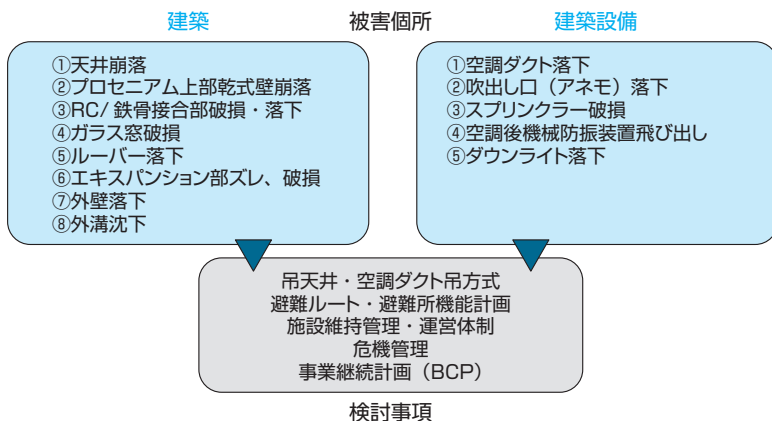 建築 被害個所 建築設備
①天井崩落
②プロセニアム上部乾式壁崩落
③RC/ 鉄骨接合部破損・落下
④ガラス窓破損
⑤ルーバー落下
⑥エキスパンション部ズレ、破損
⑦外壁落下
⑧外溝沈下
①空調ダクト落下
②吹出し口（アネモ）落下
③スプリンクラー破損
④空調後機械防振装置飛び出し
⑤ダウンライト落下
吊天井・空調ダクト吊方式
避難ルート・避難所機能計画
施設維持管理・運営体制
危機管理
事業継続計画（BCP）
検討事項